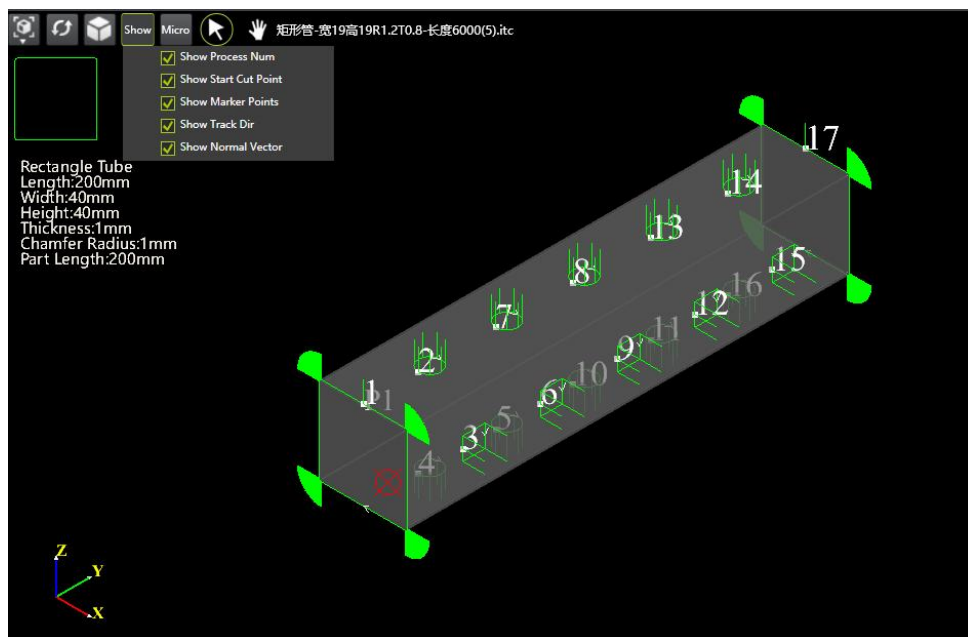 Show Micro 矩形管-宽19高19R1.2T0.8-长度6000(5).itc
Show Process Num
Show Start Cut Point
Show Marker Points
Show Track Dir
Show Normal Vector
Rectangle Tube
Length:200mm
Width:40mm
Height:40mm
Thickness:1mm
Chamfer Radius:1mm
Part Length:200mm
17
14
13
8
15
16
12
7
11
9
2
10
1
P1
6
5
3
4
Z
Y
X